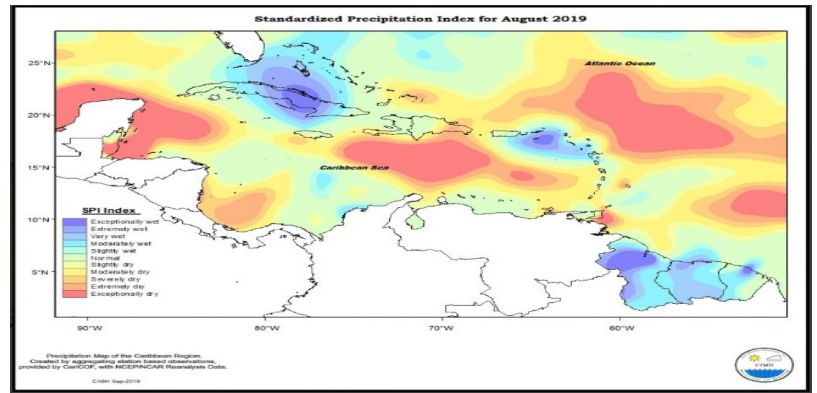 Standardized Precipitation Index for August 2019
25°N
Atlantic Ocean
20°N
15°N
Caribbean Sea
SPI Index
10°N
Exceptionally wet
Extremely wet
Very wet
Moderately wet
Slightly wet
Normal
Slightly dry
Moderately dry
Severely dry
Extremely dry
Exceptionally dry
5°N
90°W
80°W
70°W
60°W
Precipitation Map of the Caribbean Region.
Created by aggregating station based observations,
provided by CariCOF, with NCEP/NCAR Reanalysis Data.
CIMH Sep-2019
CIMH